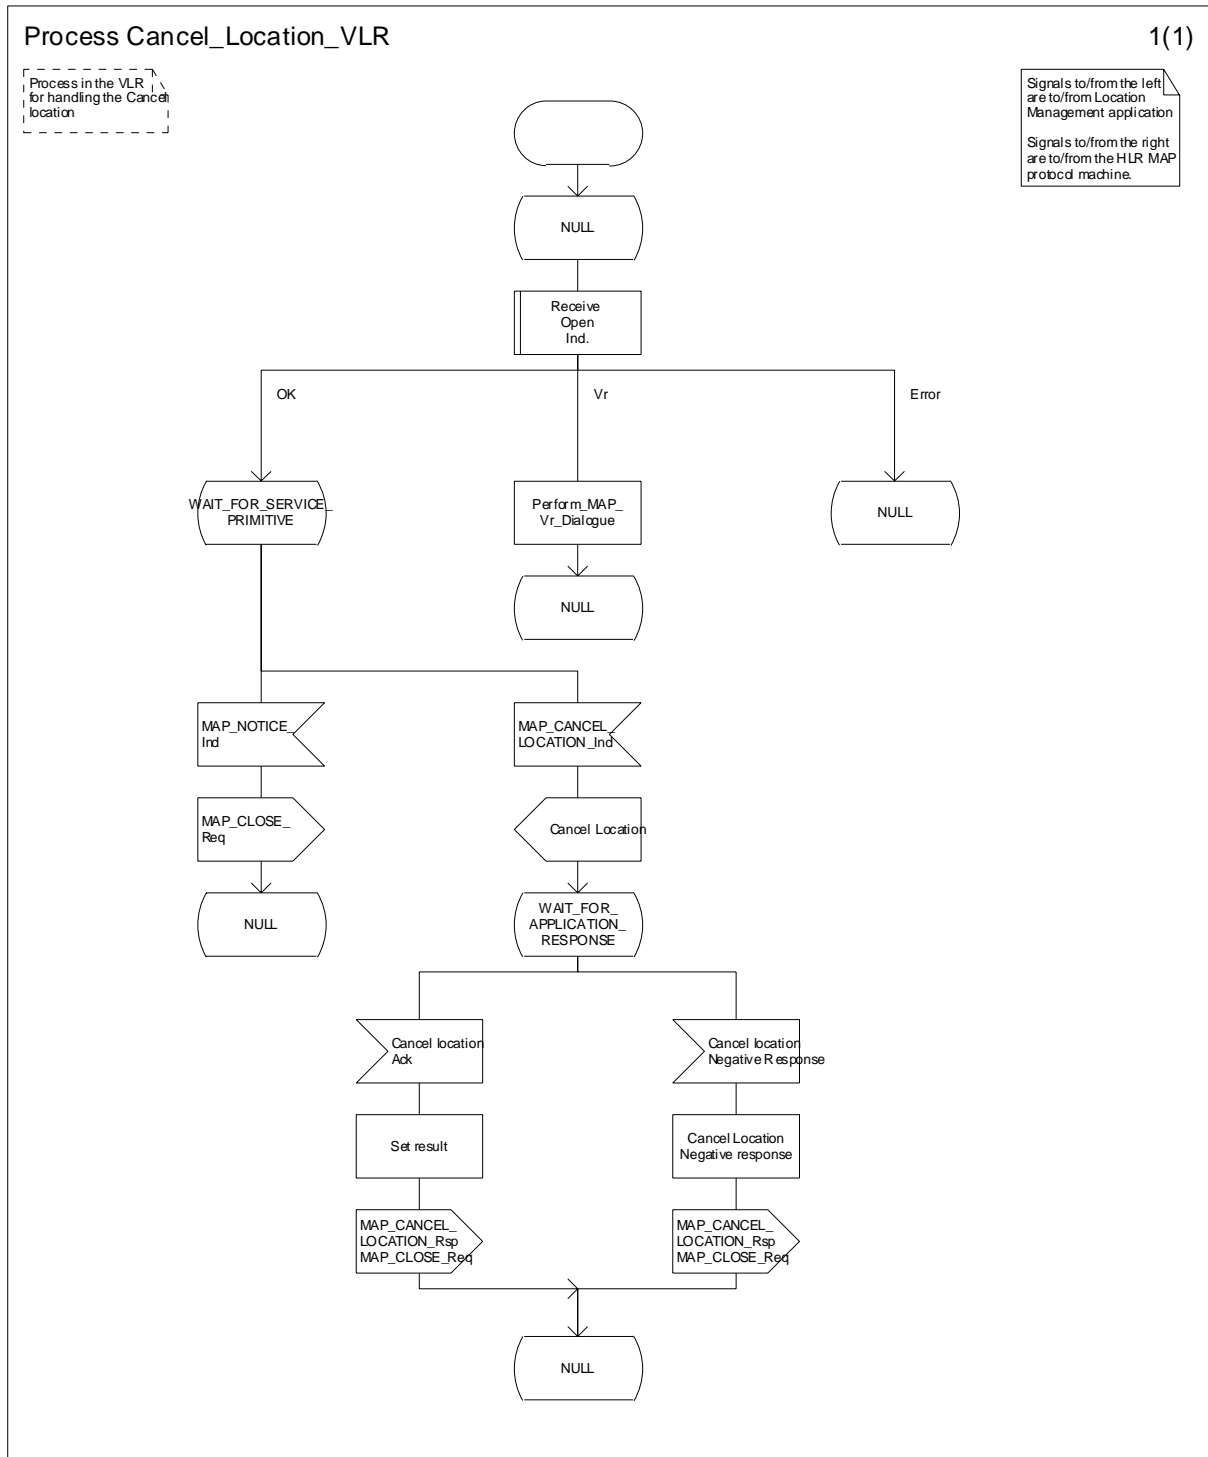 Process Cancel_Location_VLR
1(1)
Process in the VLR
for handling the Cancel
location
Signals to/from the left
are to/from Location
Management application
Signals to/from the right
are to/from the HLR MAP
protocol machine.
NULL
Receive
Open
Ind.
OK
Vr
Error
WAIT_FOR_SERVICE_
PRIMITIVE
Perform_MAP_
Vr_Dialogue
NULL
NULL
MAP_NOTICE_
Ind
MAP_CANCEL_
LOCATION_Ind
MAP_CLOSE_
Req
Cancel Location
NULL
WAIT_FOR_
APPLICATION_
RESPONSE
Cancel location
Ack
Cancel location
Negative Response
Set result
Cancel Location
Negative response
MAP_CANCEL_
LOCATION_Rsp
MAP_CLOSE_Req
MAP_CANCEL_
LOCATION_Rsp
MAP_CLOSE_Req
NULL